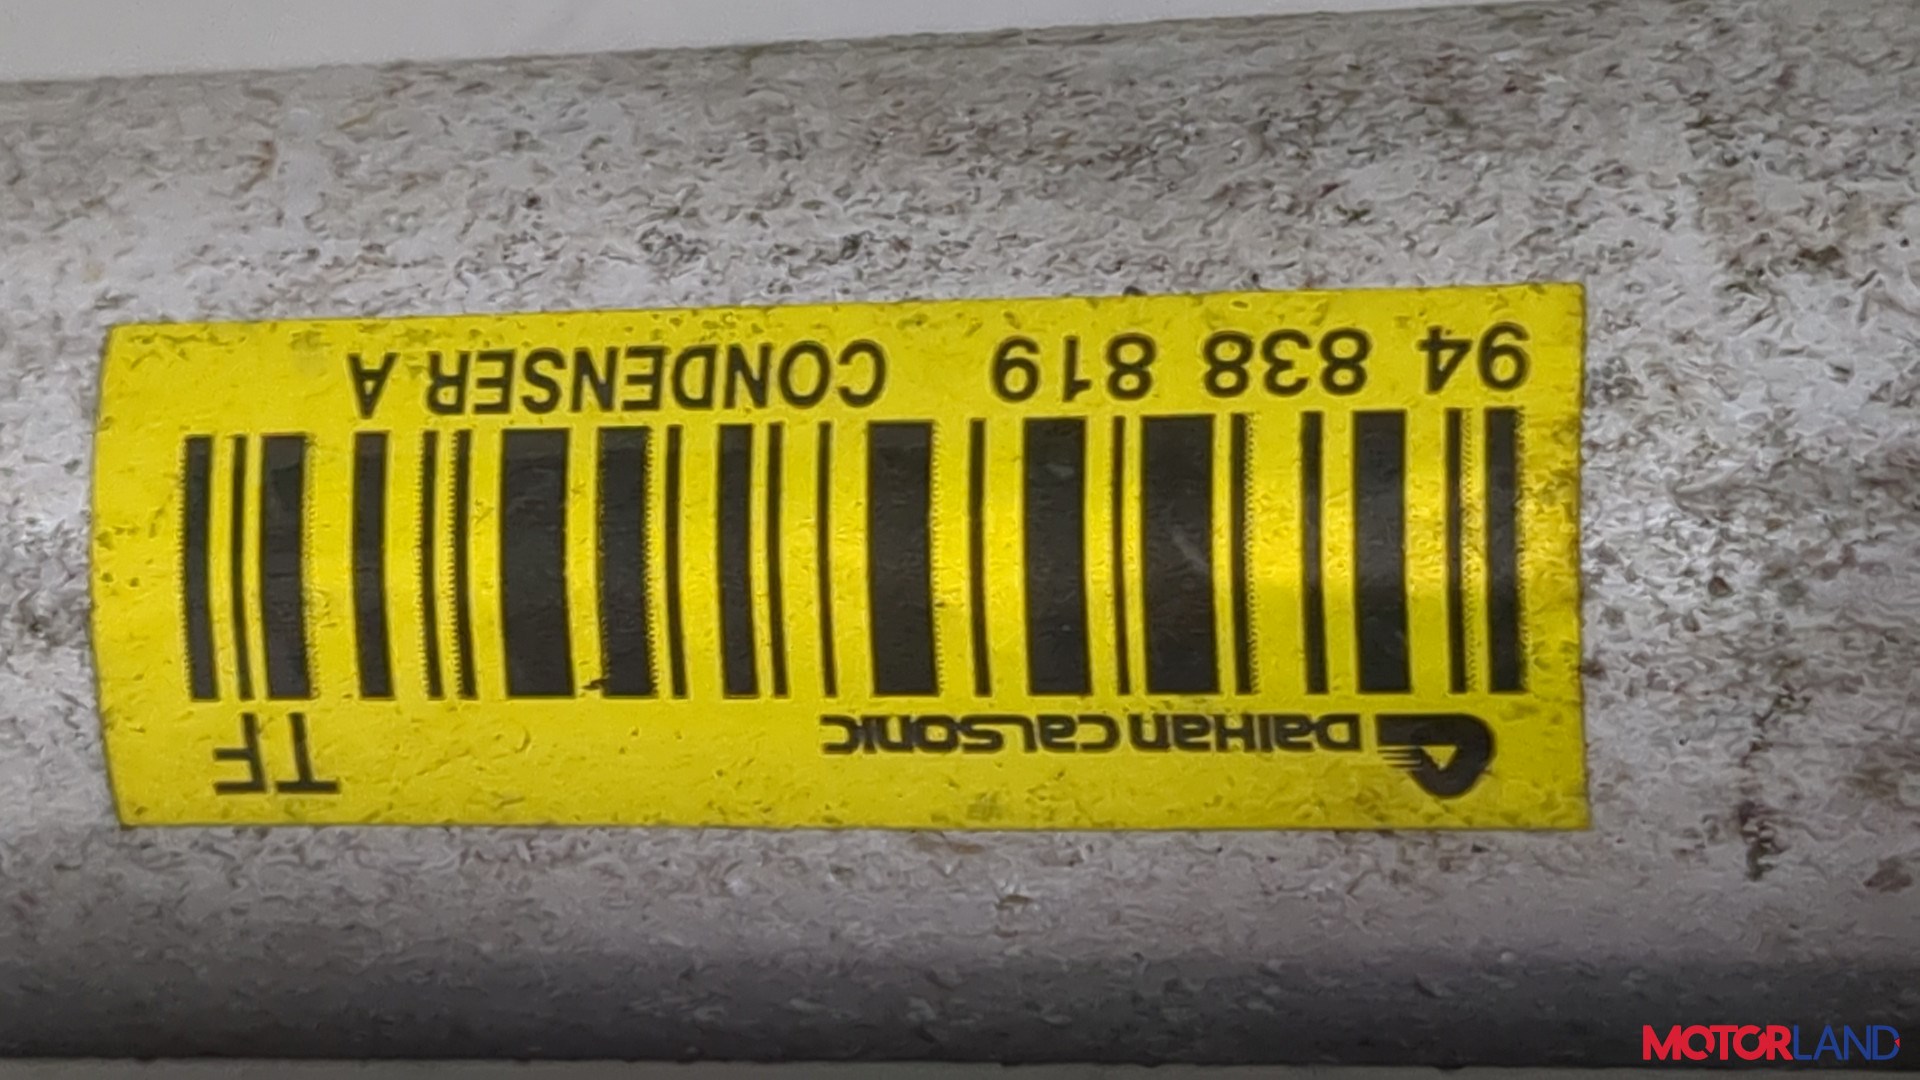 DAIHAN CALSONIC TF
94 838 819 CONDENSER A
MOTORLAND